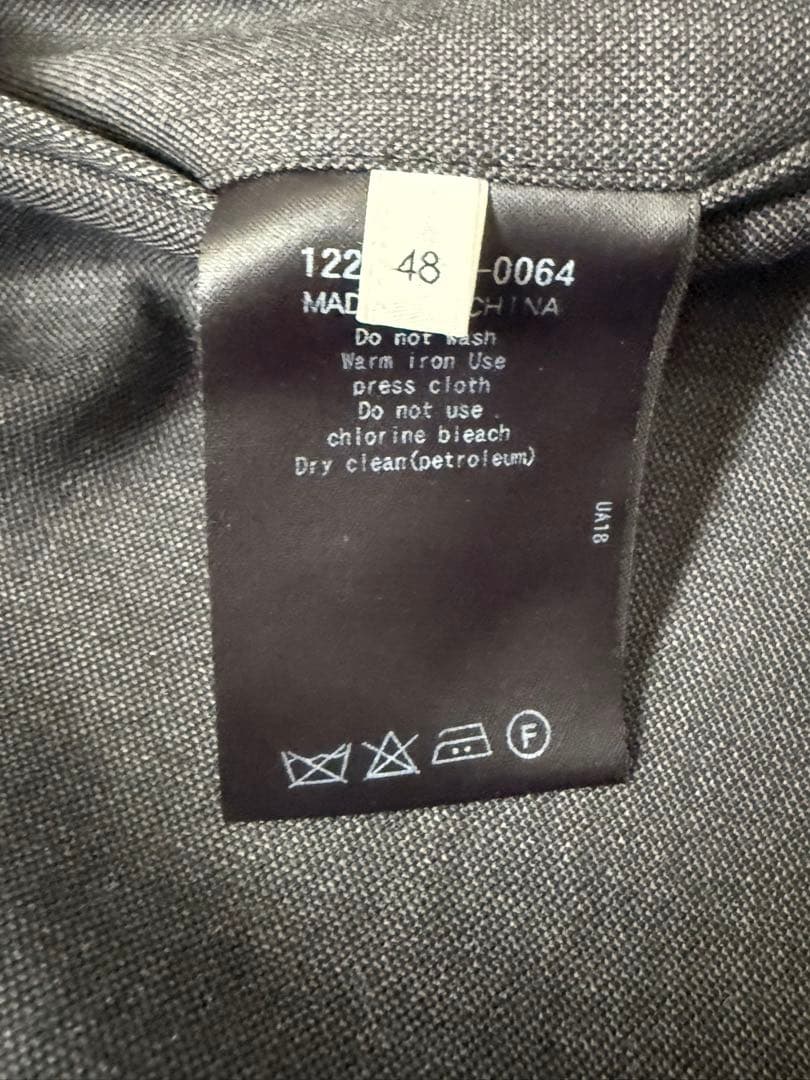 48
122 -0064
MAD CHINA
Do not wash
Warm iron Use
press cloth
Do not use
chlorine bleach
Dry clean(petroleum)
UA18
F